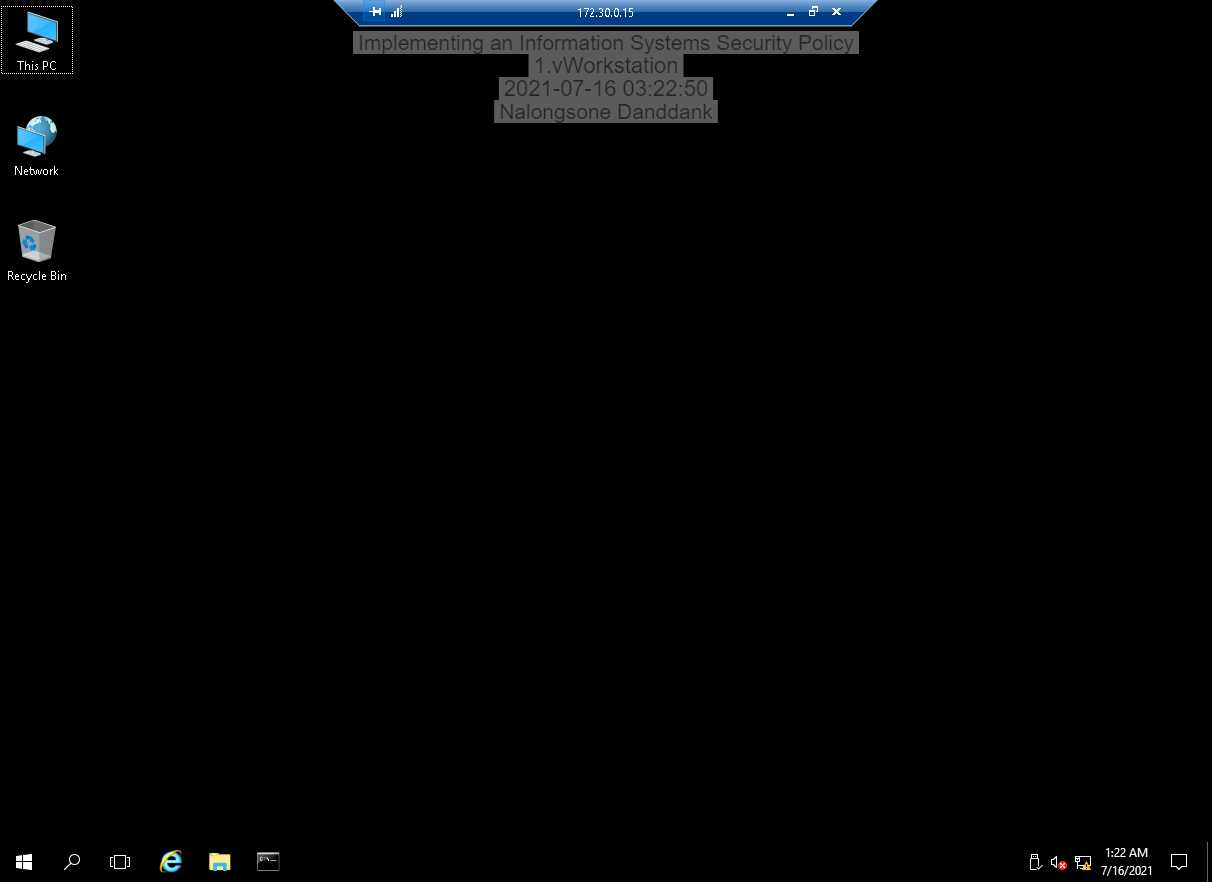 172.30.0.15
Implementing an Information Systems Security Policy
1.vWorkstation
2021-07-16 03:22:50
Nalongsone Danddank
This PC
Network
Recycle Bin
1:22 AM
7/16/2021